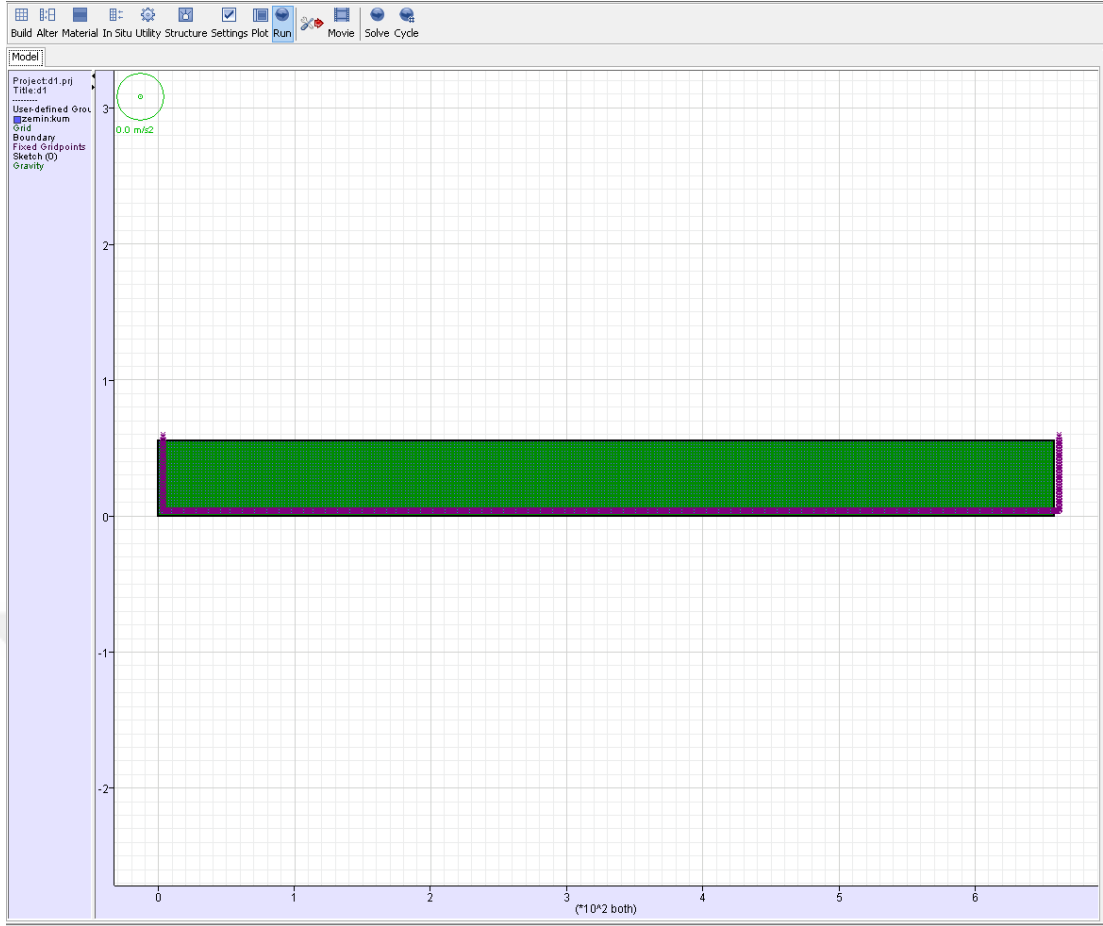 Build Alter Material In Situ Utility Structure Settings Plot Run Movie Solve Cycle
Model
Project:d1.prj
Title:d1
---------
User-defined Grou
zemin:kum
Grid
Boundary
Fixed Gridpoints
Sketch (0)
Gravity
0.0 m/s2
3
2
1
0
-1
-2
0 1 2 3 4 5 6
(*10^2 both)